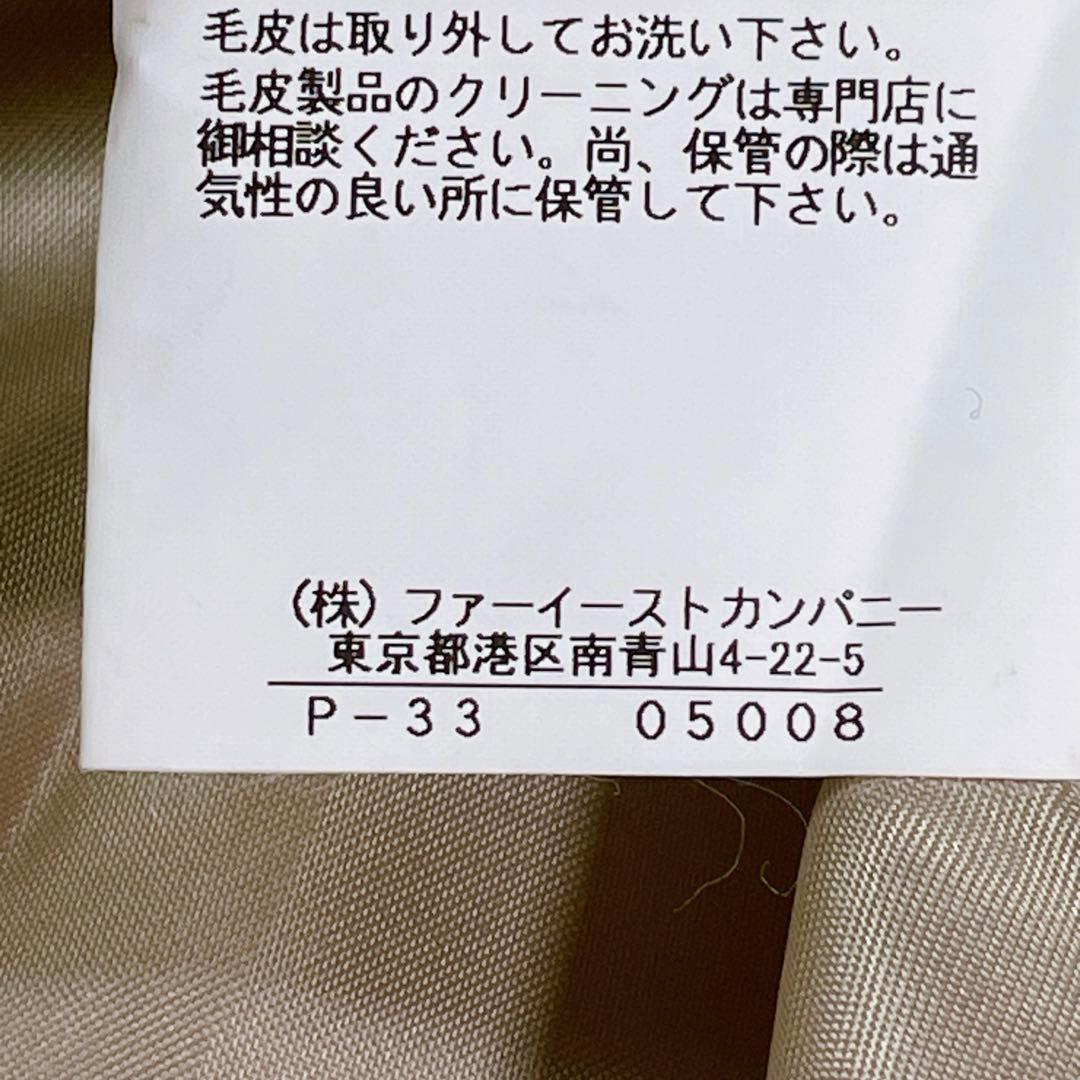 毛皮は取り外してお洗い下さい。
毛皮製品のクリーニングは専門店に
御相談ください。尚、保管の際は通
気性の良い所に保管して下さい。
(株)ファーイーストカンパニー
東京都港区南青山4-22-5
P-33 05008